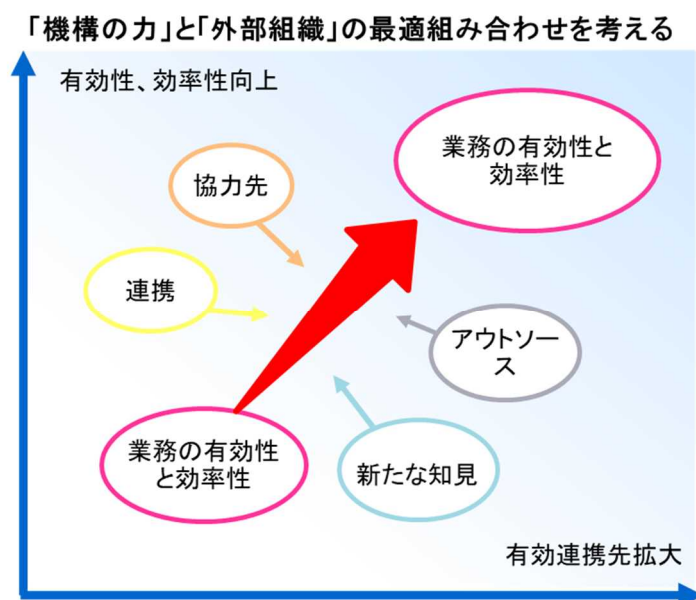 「機構の力」と「外部組織」の最適組み合わせを考える
有効性、効率性向上
業務の有効性と
効率性
協力先
連携
アウトソー
ス
業務の有効性
と効率性
新たな知見
有効連携先拡大